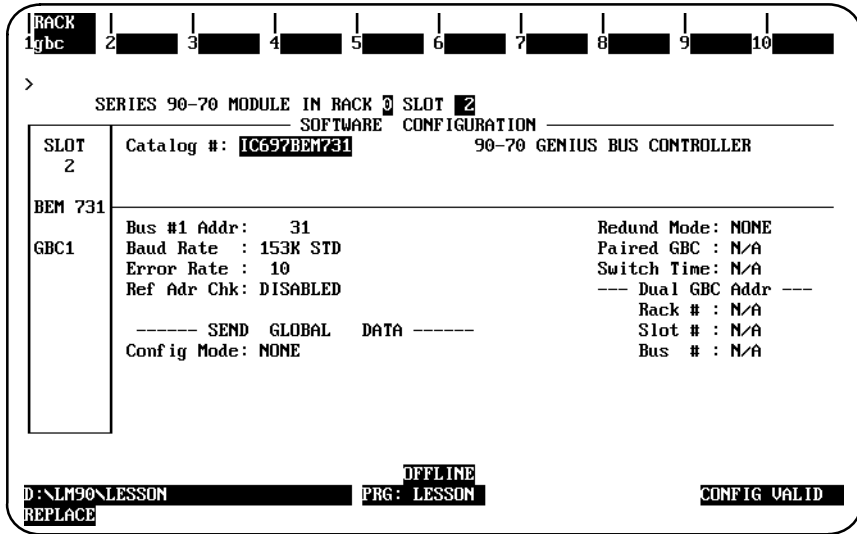 RACK
1gbc 2 3 4 5 6 7 8 9 10
>
SERIES 90-70 MODULE IN RACK 0 SLOT 2
SOFTWARE CONFIGURATION
SLOT Catalog #: IC697BEM731 90-70 GENIUS BUS CONTROLLER
2
BEM 731
Bus #1 Addr: 31 Redund Mode: NONE
GBC1 Baud Rate : 153K STD Paired GBC : N/A
Error Rate : 10 Switch Time: N/A
Ref Adr Chk: DISABLED --- Dual GBC Addr ---
Rack # : N/A
------ SEND GLOBAL DATA ------ Slot # : N/A
Config Mode: NONE Bus # : N/A
OFFLINE
D:\LM90\LESSON PRG: LESSON CONFIG VALID
REPLACE